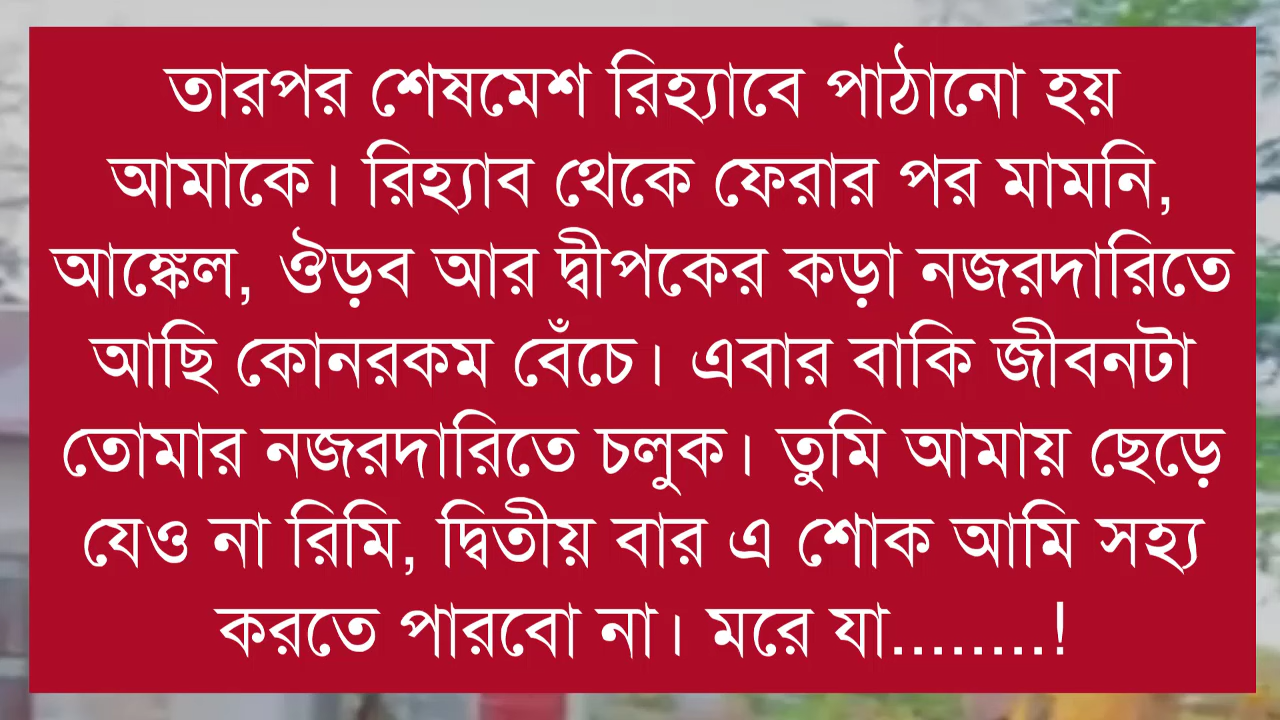 তারপর শেষমেশ রিহ্যাবে পাঠানো হয়
আমাকে। রিহ্যাব থেকে ফেরার পর মামনি,
আঙ্কেল, ঔড়ব আর দ্বীপকের কড়া নজরদারিতে
আছি কোনরকম বেঁচে। এবার বাকি জীবনটা
তোমার নজরদারিতে চলুক। তুমি আমায় ছেড়ে
যেও না রিমি, দ্বিতীয় বার এ শোক আমি সহ্য
করতে পারবো না। মরে যা........!